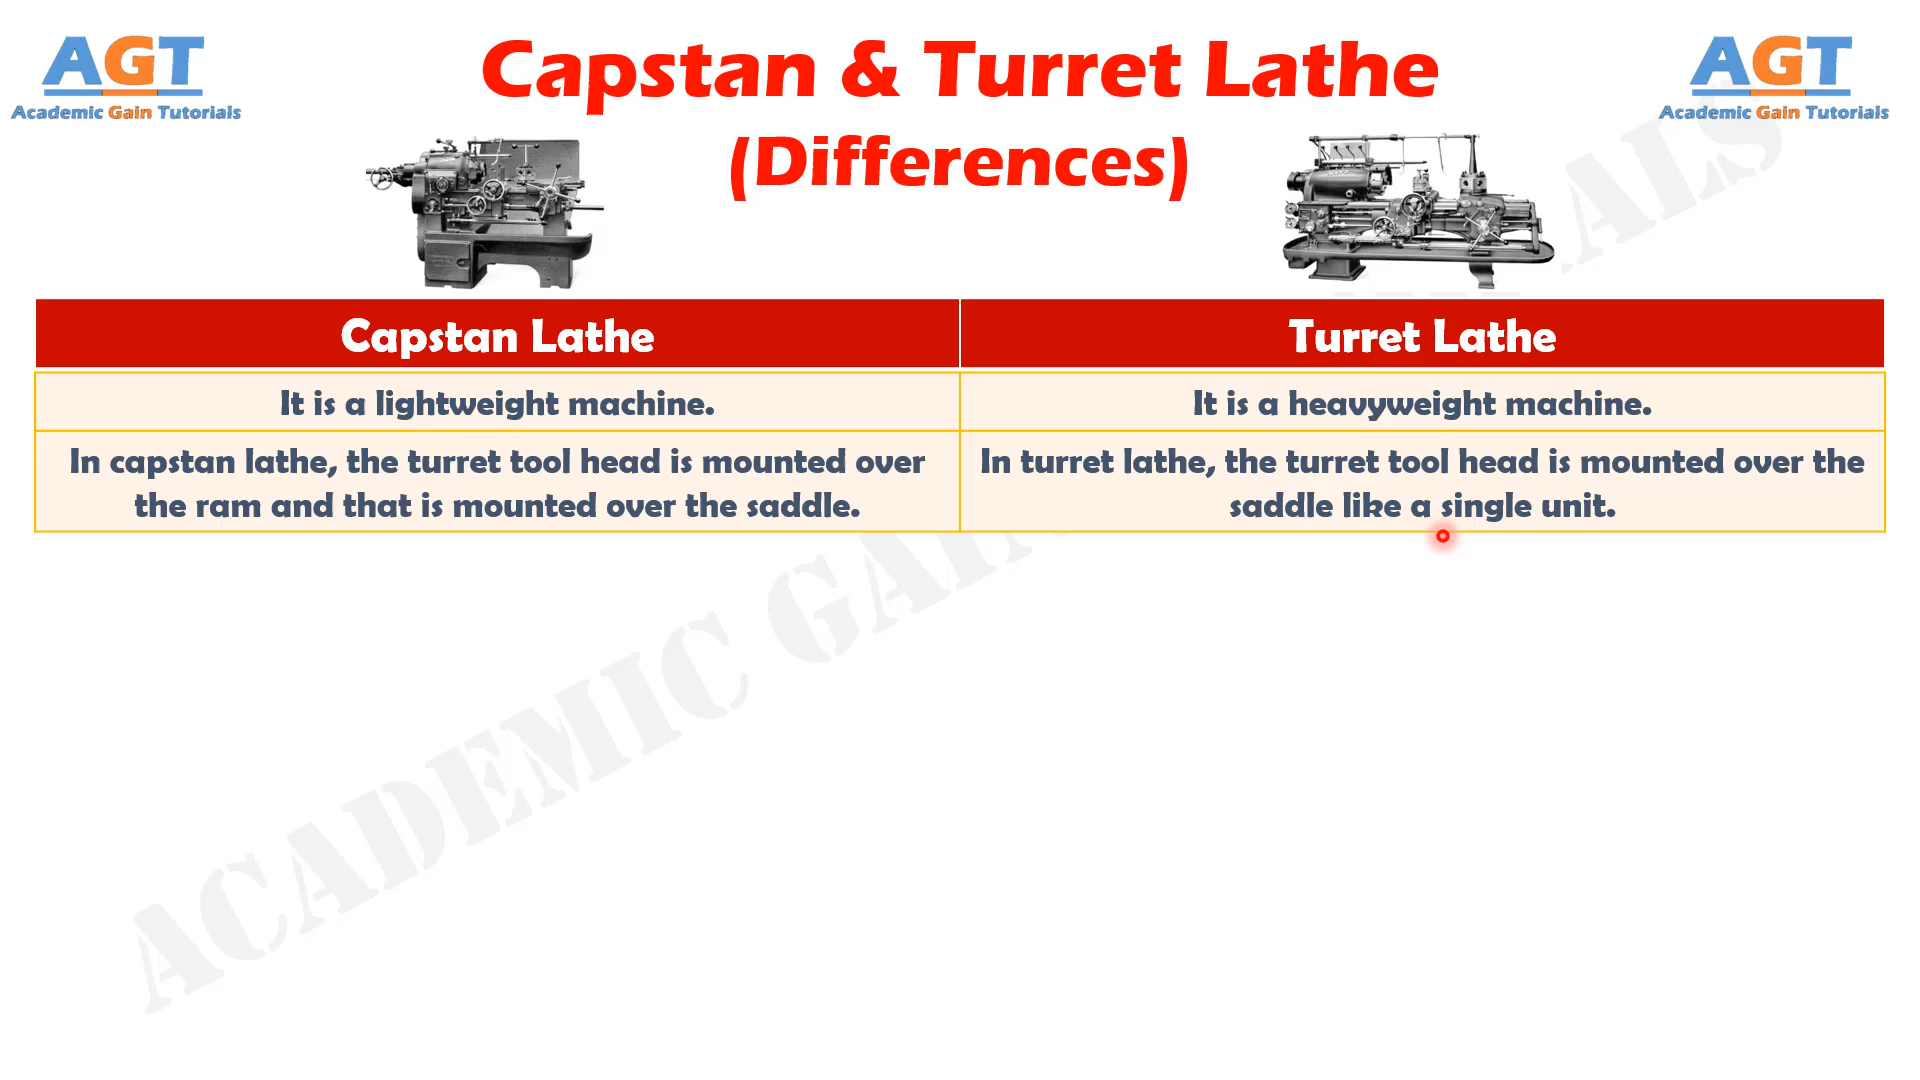 AGT
Academic Gain Tutorials
Capstan & Turret Lathe
(Differences)
AGT
Academic Gain Tutorials
Capstan Lathe
Turret Lathe
It is a lightweight machine.
It is a heavyweight machine.
In capstan lathe, the turret tool head is mounted over
the ram and that is mounted over the saddle.
In turret lathe, the turret tool head is mounted over the
saddle like a single unit.
ACADEMIC GAIN
ALS